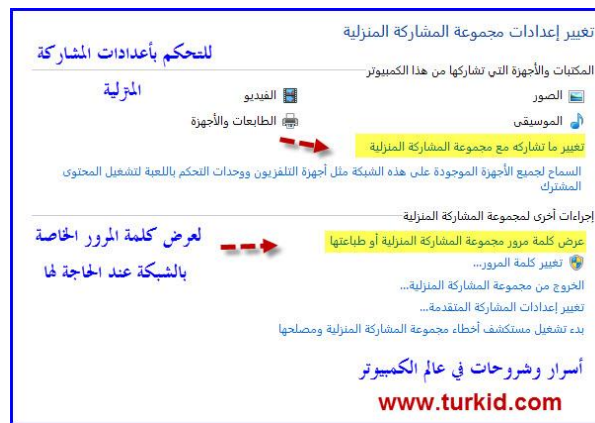 تغيير إعدادات مجموعة المشاركة المنزلية
للتحكم بأعدادات المشاركة
المنزلية
المكتبات والأجهزة التي تشاركها من هذا الكمبيوتر
الصور
الفيديو
الموسيقى
الطابعات والأجهزة
تغيير ما تشاركه مع مجموعة المشاركة المنزلية
السماح لجميع الأجهزة الموجودة على هذه الشبكة مثل أجهزة التلفزيون ووحدات التحكم باللعبة لتشغيل المحتوى
المشترك
إجراءات أخرى لمجموعة المشاركة المنزلية
لعرض كلمة المرور الخاصة
بالشبكة عند الحاجة لها
عرض كلمة مرور مجموعة المشاركة المنزلية أو طباعتها
تغيير كلمة المرور...
الخروج من مجموعة المشاركة المنزلية...
تغيير إعدادات المشاركة المتقدمة...
بدء تشغيل مستكشف أخطاء مجموعة المشاركة المنزلية ومصلحها
أسرار وشروحات في عالم الكمبيوتر
www.turkid.com